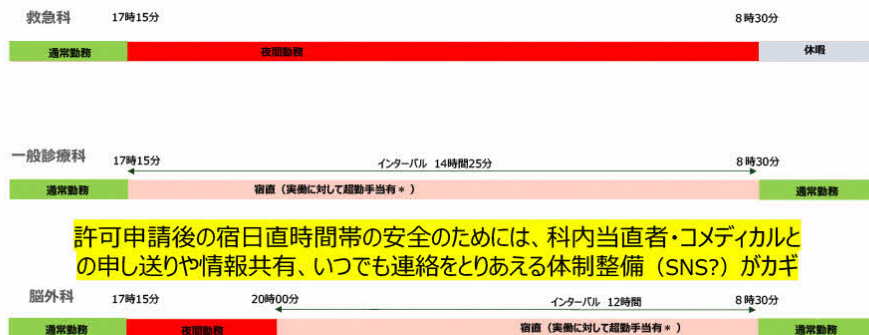 救急科 17時15分 8時30分
通常勤務 夜間勤務 休暇
一般診療科 17時15分 インターバル 14時間25分 8時30分
通常勤務 宿直（実働に対して超勤手当有＊） 通常勤務
許可申請後の宿日直時間帯の安全のためには、科内当直者・コメディカルと
の申し送りや情報共有、いつでも連絡をとりあえる体制整備（SNS?）がカギ
脳外科 17時15分 20時00分 インターバル 12時間 8時30分
通常勤務 夜間勤務 宿直（実働に対して超勤手当有＊） 通常勤務